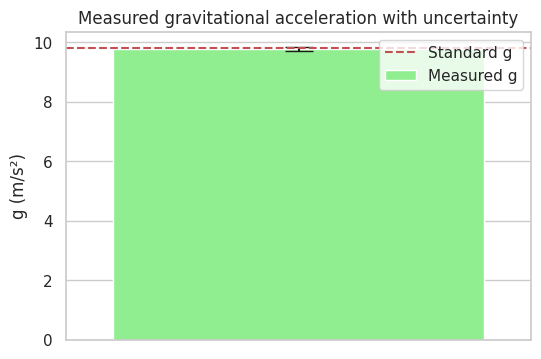 Measured gravitational acceleration with uncertainty
g (m/s²)
10
8
6
4
2
0
Standard g
Measured g